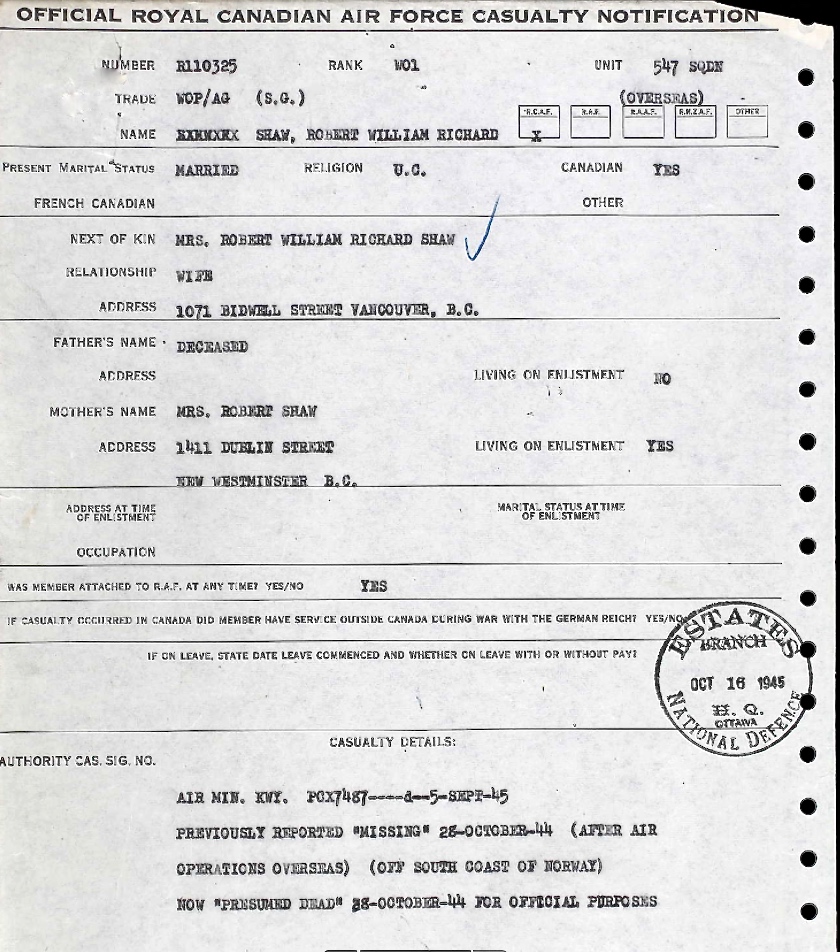 OFFICIAL ROYAL CANADIAN AIR FORCE CASUALTY NOTIFICATION
NUMBER R110325 RANK WO1 UNIT 547 SQDN
TRADE WOP/AG (S.G.) (OVERSEAS)
R.C.A.F. R.A.F. R.A.A.F. R.N.Z.A.F. OTHER
NAME SHAW, ROBERT WILLIAM RICHARD X
PRESENT MARITAL STATUS MARRIED RELIGION U.C. CANADIAN YES
FRENCH CANADIAN OTHER
NEXT OF KIN MRS. ROBERT WILLIAM RICHARD SHAW
RELATIONSHIP WIFE
ADDRESS 1071 BIDWELL STREET VANCOUVER, B.C.
FATHER'S NAME DECEASED
ADDRESS LIVING ON ENLISTMENT NO
MOTHER'S NAME MRS. ROBERT SHAW
ADDRESS 1411 DUBLIN STREET LIVING ON ENLISTMENT YES
NEW WESTMINSTER B.C.
ADDRESS AT TIME OF ENLISTMENT MARITAL STATUS AT TIME OF ENLISTMENT
OCCUPATION
WAS MEMBER ATTACHED TO R.A.F. AT ANY TIME? YES/NO YES
IF CASUALTY OCCURRED IN CANADA DID MEMBER HAVE SERVICE OUTSIDE CANADA DURING WAR WITH THE GERMAN REICH? YES/NO
IF ON LEAVE, STATE DATE LEAVE COMMENCED AND WHETHER ON LEAVE WITH OR WITHOUT PAY?
ESTATES
BRANCH
OCT 16 1945
H. Q.
OTTAWA
NATIONAL DEFENCE
CASUALTY DETAILS:
AUTHORITY CAS. SIG. NO.
AIR MIN. KWY. PCX7487----d--5-SEPT-45
PREVIOUSLY REPORTED "MISSING" 28-OCTOBER-44 (AFTER AIR
OPERATIONS OVERSEAS) (OFF SOUTH COAST OF NORWAY)
NOW "PRESUMED DEAD" 28-OCTOBER-44 FOR OFFICIAL PURPOSES